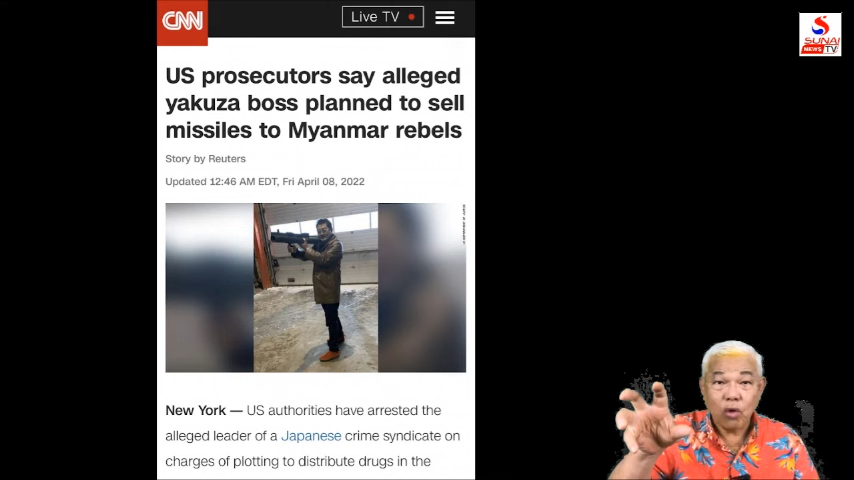 CNN
Live TV
US prosecutors say alleged
yakuza boss planned to sell
missiles to Myanmar rebels
Story by Reuters
Updated 12:46 AM EDT, Fri April 08, 2022
New York — US authorities have arrested the
alleged leader of a Japanese crime syndicate on
charges of plotting to distribute drugs in the
SUNAI
NEWS TV